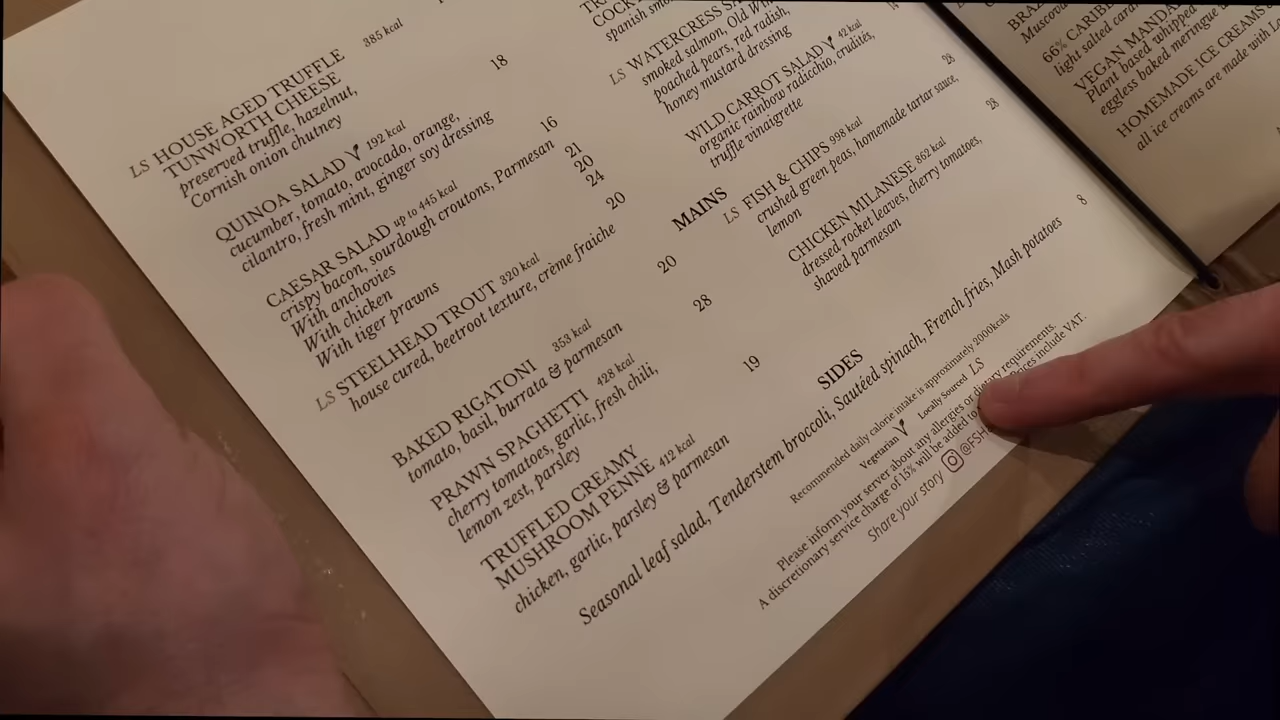 385 kcal
LS HOUSE AGED TRUFFLE
TUNWORTH CHEESE
preserved truffle, hazelnut,
Cornish onion chutney
18
QUINOA SALAD 192 kcal
cucumber, tomato, avocado, orange,
cilantro, fresh mint, ginger soy dressing
16
CAESAR SALAD up to 445 kcal
crispy bacon, sourdough croutons, Parmesan
21
With anchovies
20
With chicken
24
With tiger prawns
20
LS STEELHEAD TROUT 320 kcal
house cured, beetroot texture, crème fraiche
20
BAKED RIGATONI 353 kcal
tomato, basil, burrata & parmesan
28
PRAWN SPAGHETTI 428 kcal
cherry tomatoes, garlic, fresh chili,
lemon zest, parsley
19
TRUFFLED CREAMY
MUSHROOM PENNE 412 kcal
chicken, garlic, parsley & parmesan
spanish
LS WATERCRESS
smoked salmon, Old
poached pears, red radish,
honey mustard dressing
WILD CARROT SALAD 42 kcal
organic rainbow radicchio, crudités,
truffle vinaigrette
MAINS
28
LS FISH & CHIPS 998 kcal
crushed green peas, homemade tartar sauce,
lemon
28
CHICKEN MILANESE 862 kcal
dressed rocket leaves, cherry tomatoes,
shaved parmesan
SIDES
8
Seasonal leaf salad, Tenderstem broccoli, Sautéed spinach, French fries, Mash potatoes
Recommended daily calorie intake is approximately 2000kcals
Vegetarian Locally Sourced LS
Please inform your server about any allergies or dietary requirements.
A discretionary service charge of 15% will be added to include VAT.
Share your story
66% 
light salted
VEGAN
Plant based whipped
eggless baked meringue
HOMEMADE ICE CREAMS
all ice creams are made with